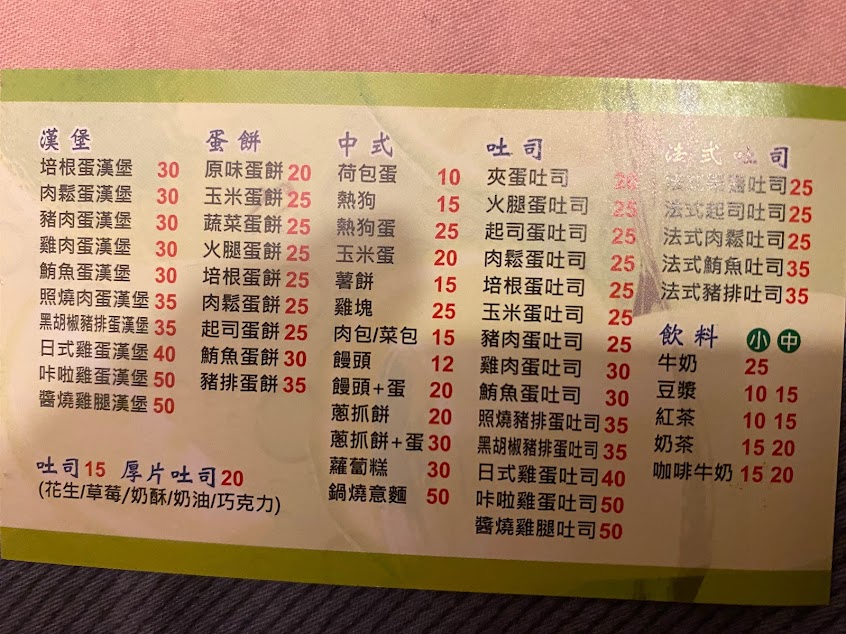 漢堡
培根蛋漢堡 30
肉鬆蛋漢堡 30
豬肉蛋漢堡 30
雞肉蛋漢堡 30
鮪魚蛋漢堡 30
照燒肉蛋漢堡 35
黑胡椒豬排蛋漢堡 35
日式雞蛋漢堡 40
咔啦雞蛋漢堡 50
醬燒雞腿漢堡 50
吐司 15 厚片吐司 20
(花生/草莓/奶酥/奶油/巧克力)
蛋餅
原味蛋餅 20
玉米蛋餅 25
蔬菜蛋餅 25
火腿蛋餅 25
培根蛋餅 25
肉鬆蛋餅 25
起司蛋餅 25
鮪魚蛋餅 30
豬排蛋餅 35
中式
荷包蛋 10
熱狗 15
熱狗蛋 25
玉米蛋 20
薯餅 15
雞塊 25
肉包/菜包 15
饅頭 12
饅頭+蛋 20
蔥抓餅 20
蔥抓餅+蛋 30
蘿蔔糕 30
鍋燒意麵 50
吐司
夾蛋吐司 20
火腿蛋吐司 25
起司蛋吐司 25
肉鬆蛋吐司 25
培根蛋吐司 25
玉米蛋吐司 25
豬肉蛋吐司 25
雞肉蛋吐司 30
鮪魚蛋吐司 30
照燒豬排蛋吐司 35
黑胡椒豬排蛋吐司 35
日式雞蛋吐司 40
咔啦雞蛋吐司 50
醬燒雞腿吐司 50
法式吐司
吐司 25
法式起司吐司 25
法式肉鬆吐司 25
法式鮪魚吐司 35
法式豬排吐司 35
飲料 小 中
牛奶 25
豆漿 10 15
紅茶 10 15
奶茶 15 20
咖啡牛奶 15 20